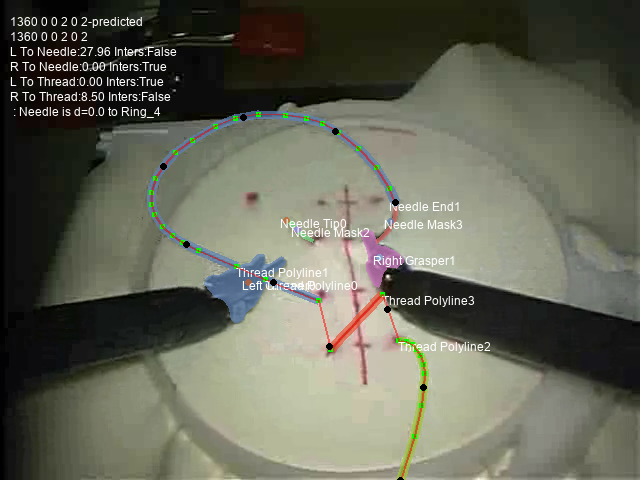 1360 0 0 2 0 2-predicted
1360 0 0 2 0 2
L To Needle:27.96 Inters:False
R To Needle:0.00 Inters:True
L To Thread:0.00 Inters:True
R To Thread:8.50 Inters:False
: Needle is d=0.0 to Ring_4
Needle End1
Needle Tip0
Needle Mask3
Needle Mask2
Right Grasper1
Thread Polyline1
Thread Polyline0
Thread Polyline3
Thread Polyline2